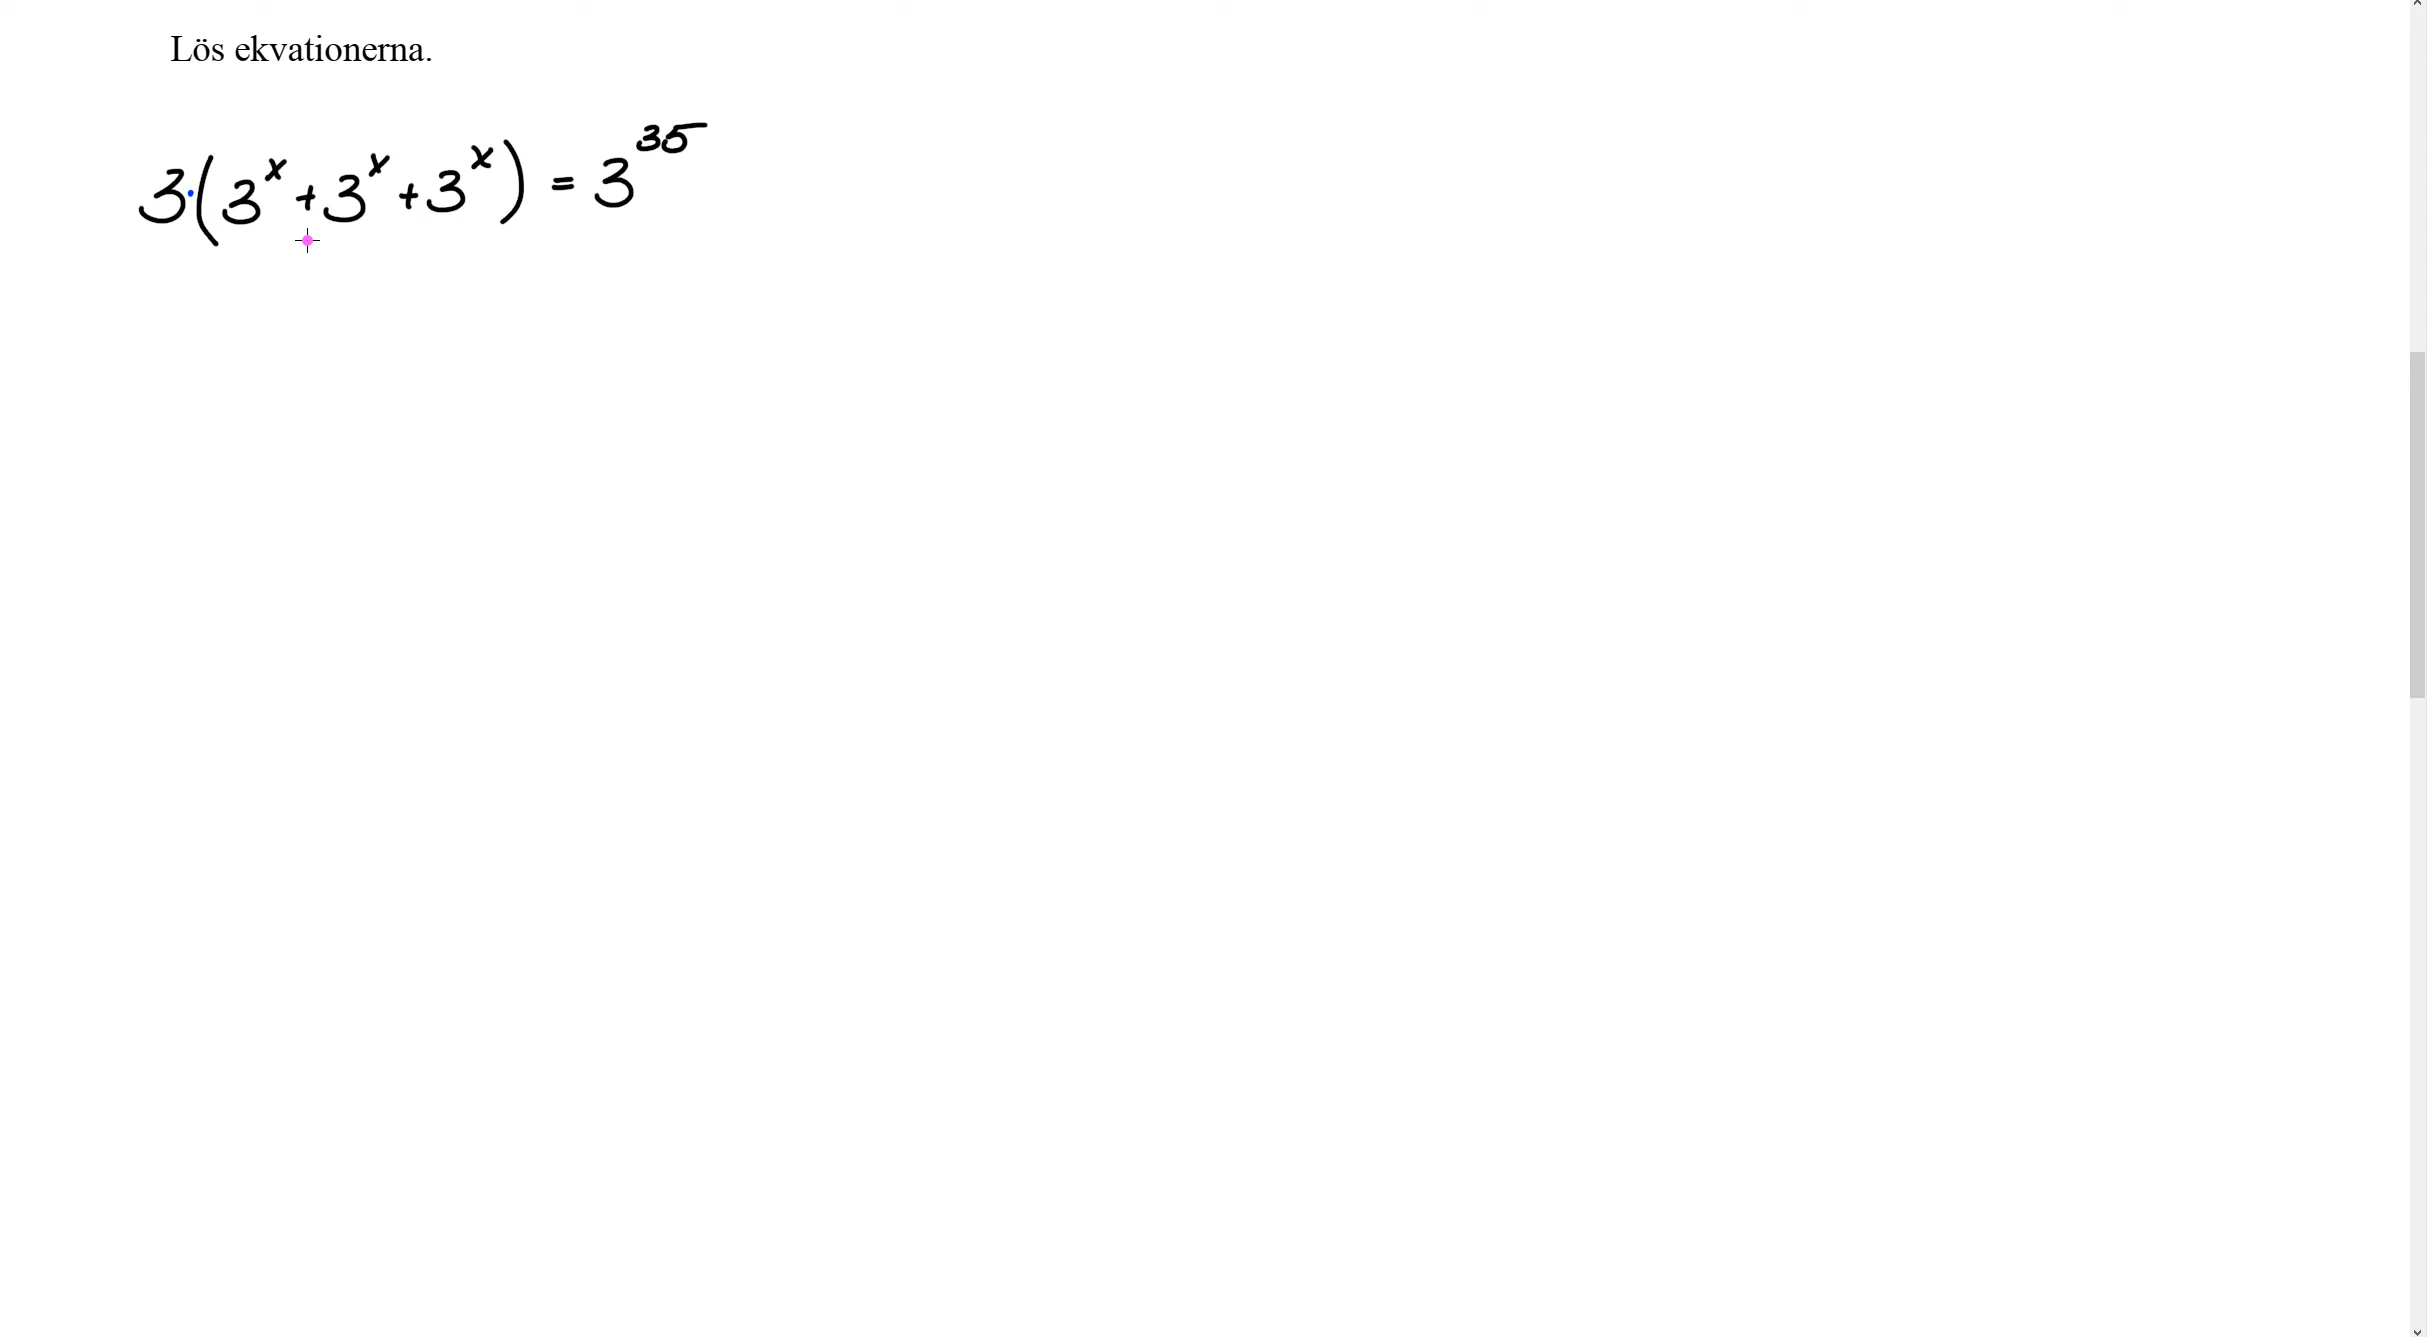 Lös ekvationerna.
3·(3^x + 3^x + 3^x) = 3^35